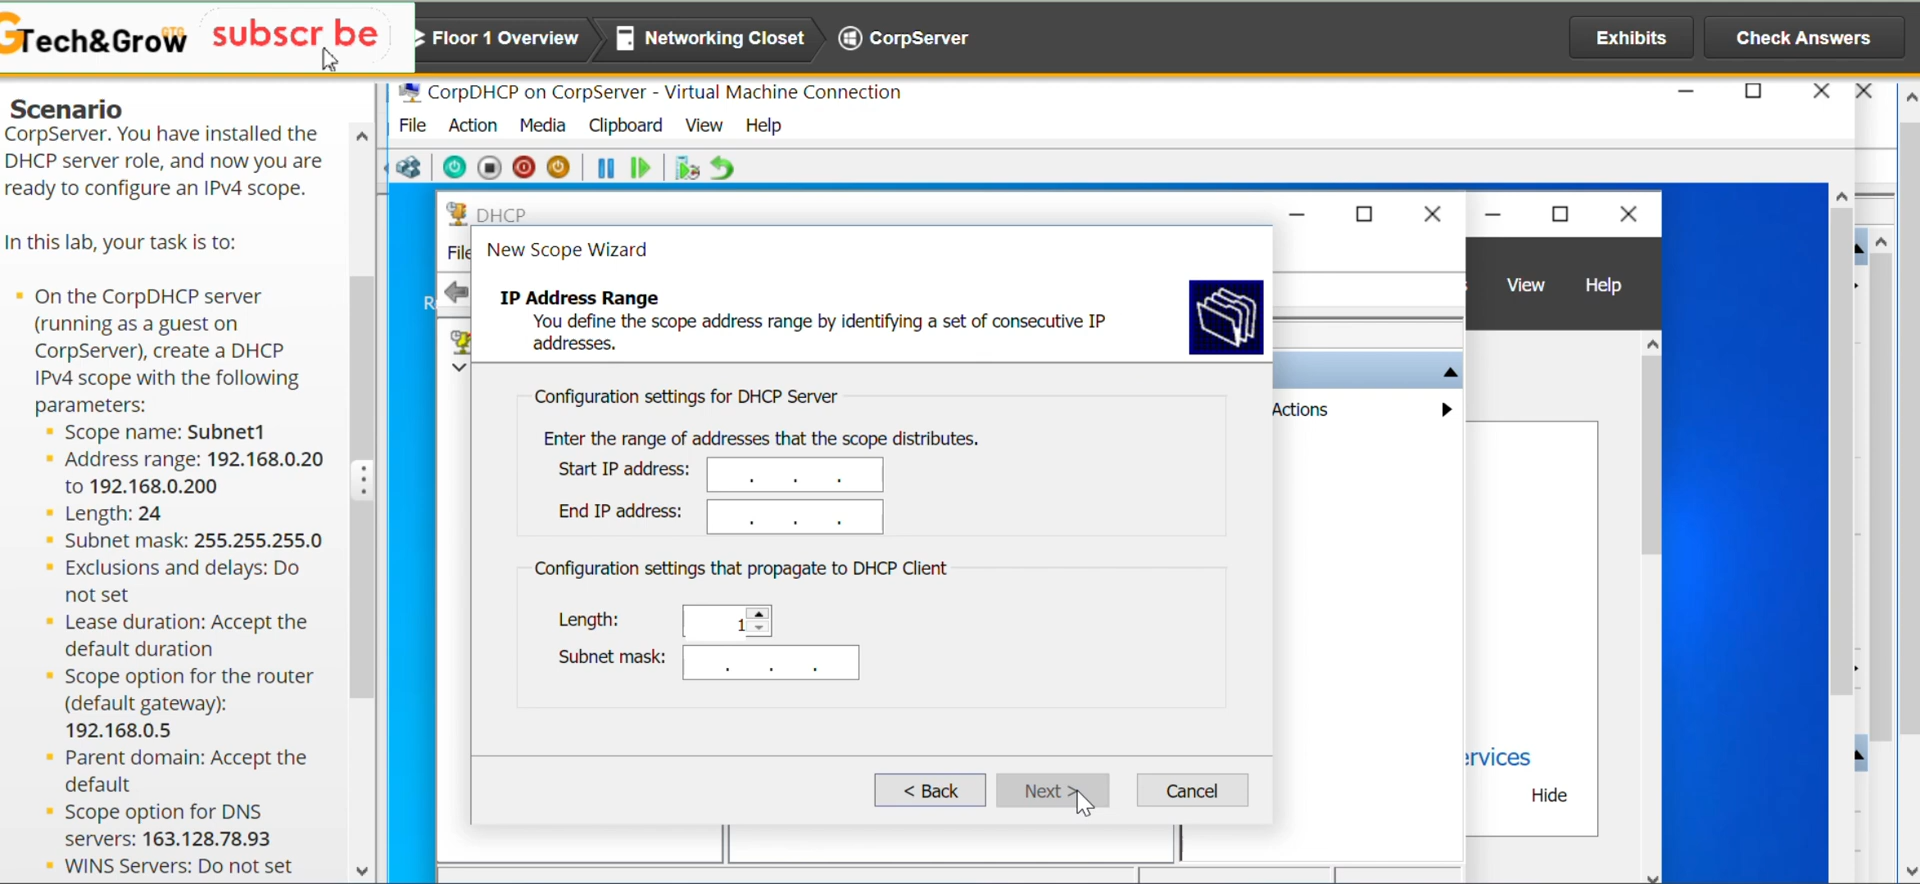 Tech&Grow GTG
subscr be
Floor 1 Overview
Networking Closet
CorpServer
Exhibits
Check Answers
Scenario
CorpServer. You have installed the
DHCP server role, and now you are
ready to configure an IPv4 scope.
In this lab, your task is to:
On the CorpDHCP server
(running as a guest on
CorpServer), create a DHCP
IPv4 scope with the following
parameters:
Scope name: Subnet1
Address range: 192.168.0.20
to 192.168.0.200
Length: 24
Subnet mask: 255.255.255.0
Exclusions and delays: Do
not set
Lease duration: Accept the
default duration
Scope option for the router
(default gateway):
192.168.0.5
Parent domain: Accept the
default
Scope option for DNS
servers: 163.128.78.93
WINS Servers: Do not set
CorpDHCP on CorpServer - Virtual Machine Connection
File Action Media Clipboard View Help
DHCP
File
New Scope Wizard
IP Address Range
You define the scope address range by identifying a set of consecutive IP
addresses.
Configuration settings for DHCP Server
Enter the range of addresses that the scope distributes.
Start IP address: . . .
End IP address: . . .
Configuration settings that propagate to DHCP Client
Length: 1
Subnet mask: . . .
< Back
Next >
Cancel
Actions
View Help
ervices
Hide